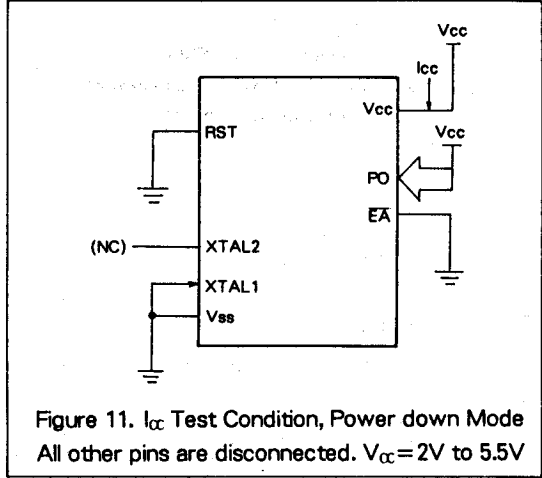 Vcc
Icc
Vcc
RST
Vcc
PO
EA
(NC)
XTAL2
XTAL1
Vss
Figure 11. Icc Test Condition, Power down Mode
All other pins are disconnected. Vcc=2V to 5.5V